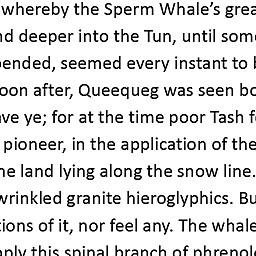 whereby the Sperm Whale’s grea
nd deeper into the Tun, until som
pended, seemed every instant to b
oon after, Queequeg was seen bo
ave ye; for at the time poor Tash f
pioneer, in the application of the
ne land lying along the snow line.
wrinkled granite hieroglyphics. Bu
tions of it, nor feel any. The whale
pply this spinal branch of phrenol